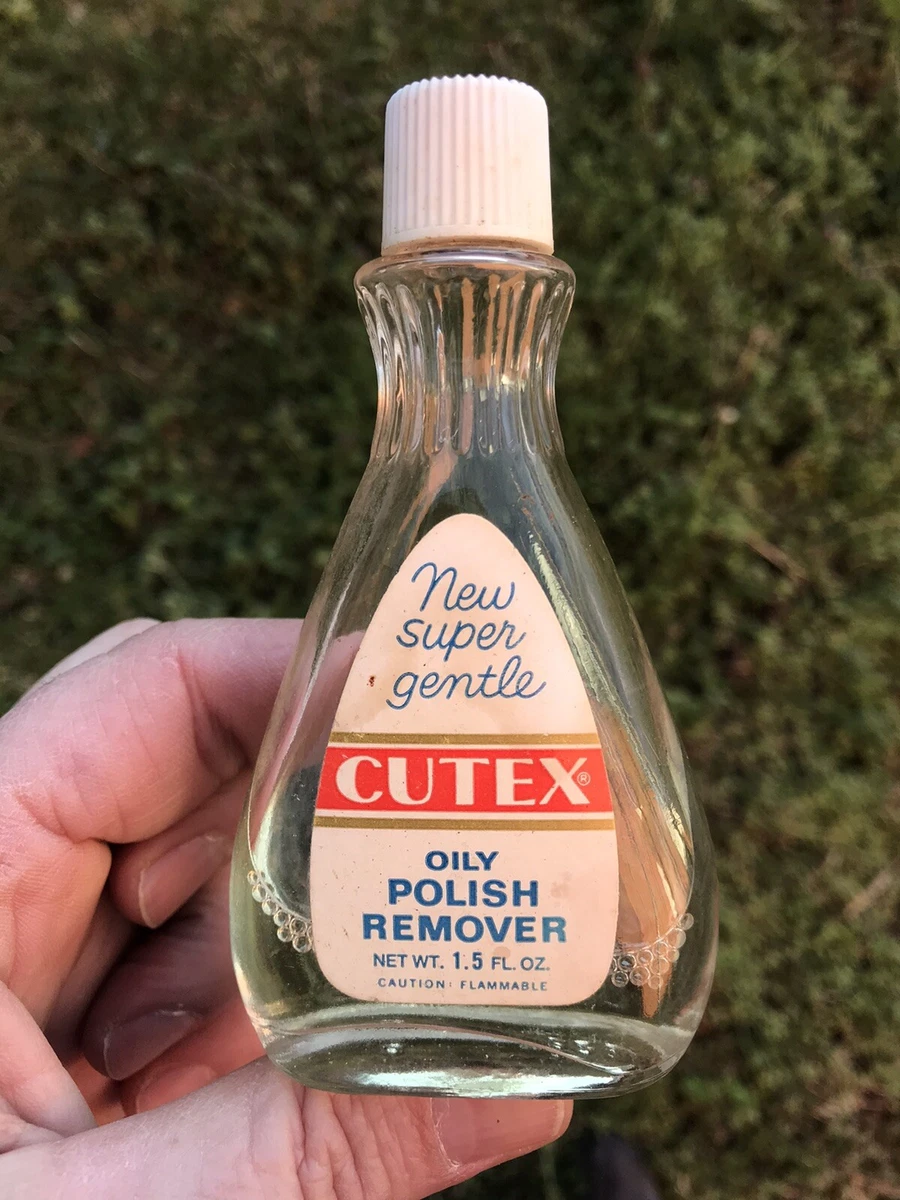 New
super
gentle
CUTEX®
OILY
POLISH
REMOVER
NET WT. 1.5 FL. OZ.
CAUTION: FLAMMABLE